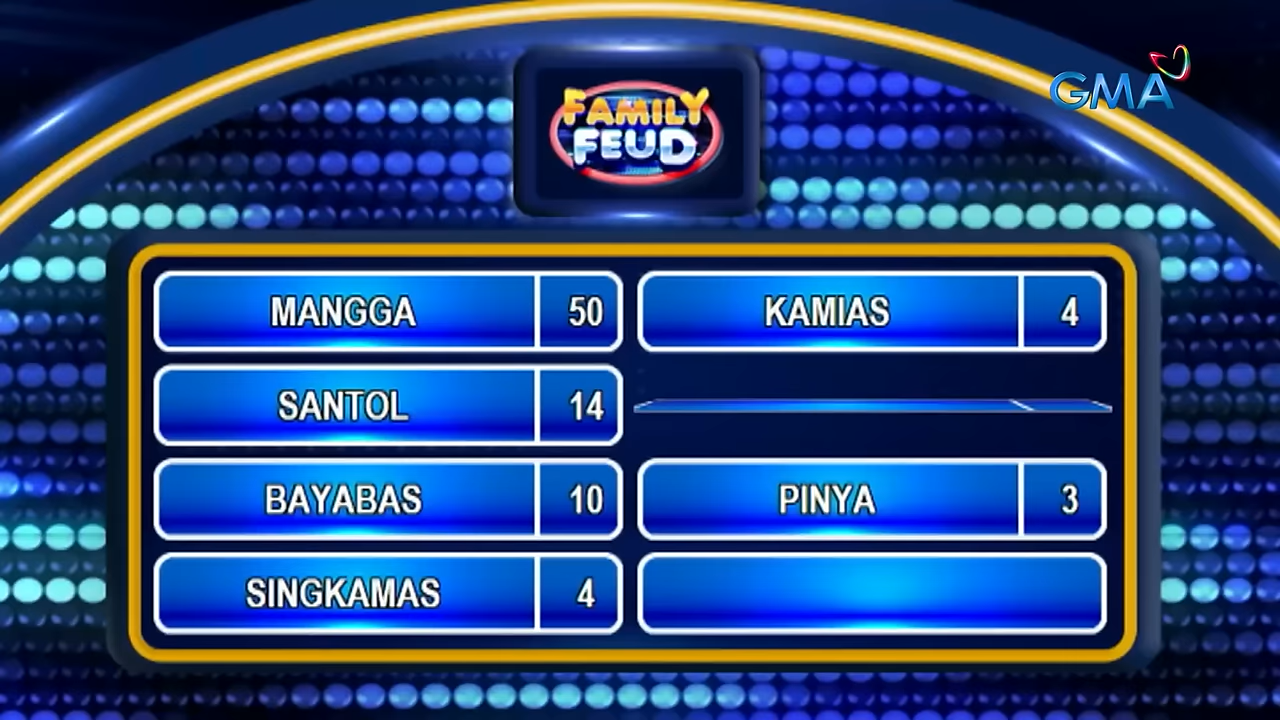 GMA
FAMILY
FEUD
MANGGA 50
SANTOL 14
BAYABAS 10
SINGKAMAS 4
KAMIAS 4
PINYA 3